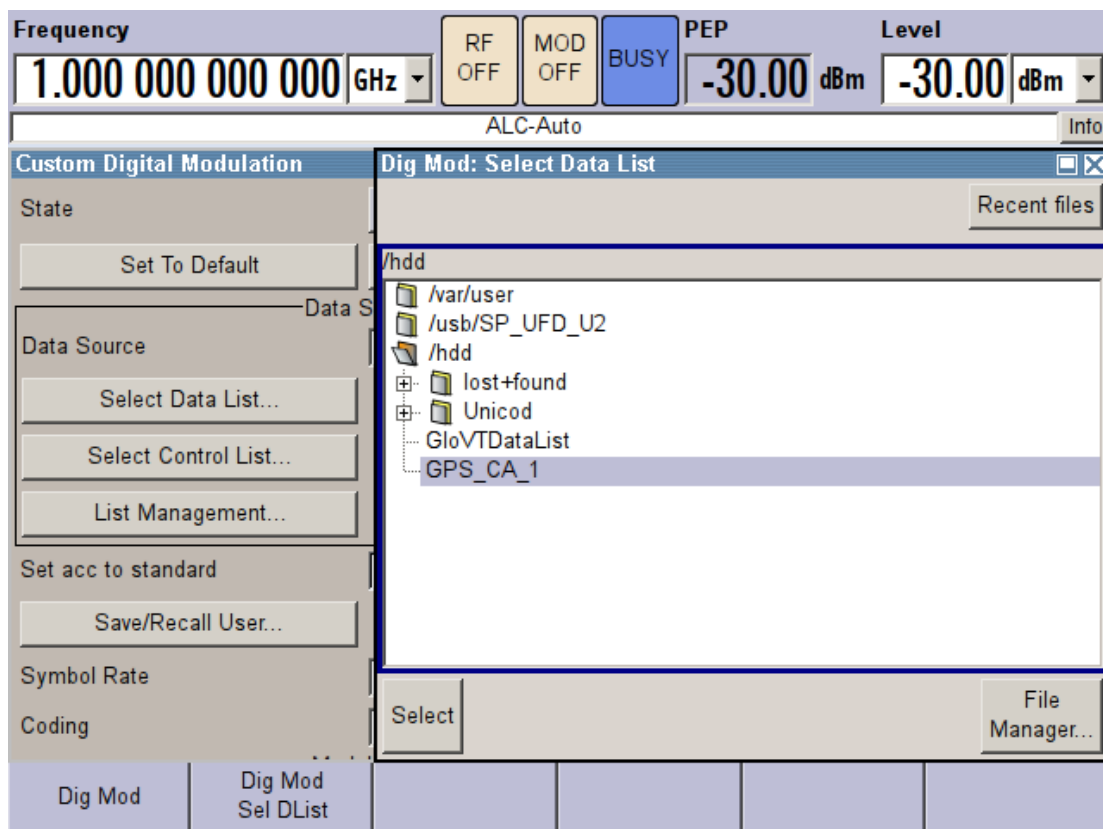 Frequency
RF OFF
MOD OFF
BUSY
PEP
Level
1.000 000 000 000 GHz
-30.00 dBm
-30.00 dBm
ALC-Auto
Info
Custom Digital Modulation
Dig Mod: Select Data List
State
Recent files
Set To Default
/hdd
Data S
/var/user
/usb/SP_UFD_U2
Data Source
/hdd
lost+found
Select Data List...
Unicod
GloVTDataList
Select Control List...
GPS_CA_1
List Management...
Set acc to standard
Save/Recall User...
Symbol Rate
Select
File
Manager...
Coding
Dig Mod
Dig Mod
Sel DList